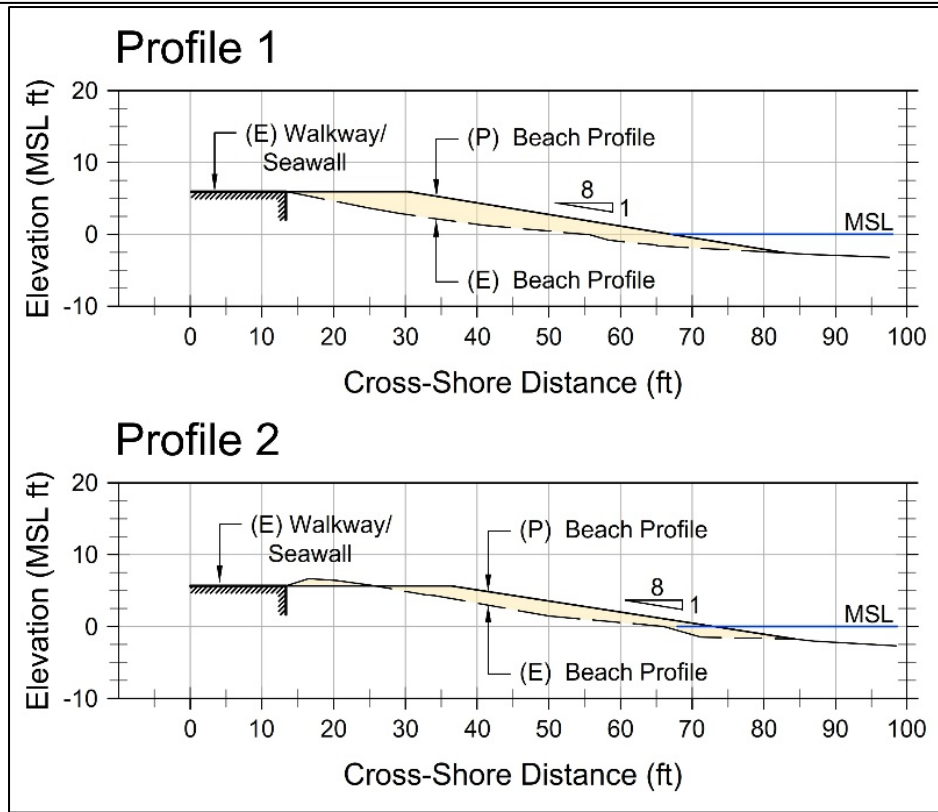 Profile 1
Elevation (MSL ft)
20
10
0
-10
(E) Walkway/
Seawall
(P) Beach Profile
8
1
MSL
(E) Beach Profile
0 10 20 30 40 50 60 70 80 90 100
Cross-Shore Distance (ft)
Profile 2
Elevation (MSL ft)
20
10
0
-10
(E) Walkway/
Seawall
(P) Beach Profile
8
1
MSL
(E) Beach Profile
0 10 20 30 40 50 60 70 80 90 100
Cross-Shore Distance (ft)